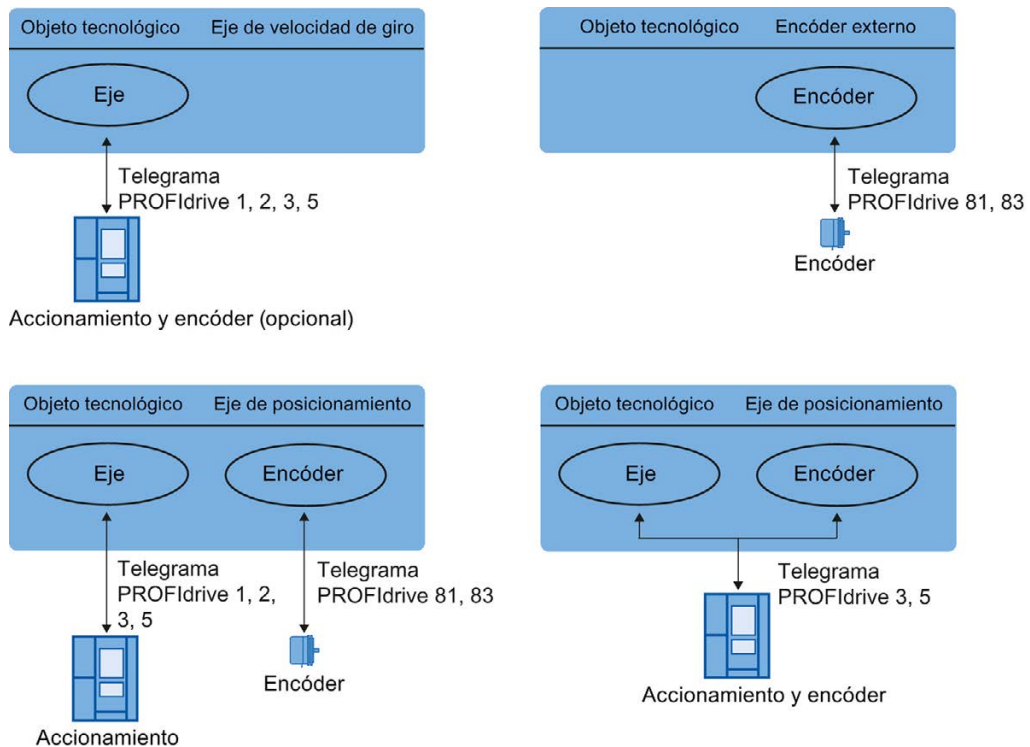 Objeto tecnológico Eje de velocidad de giro
Eje
Telegrama
PROFIdrive 1, 2, 3, 5
Accionamiento y encóder (opcional)
Objeto tecnológico Encóder externo
Encóder
Telegrama
PROFIdrive 81, 83
Encóder
Objeto tecnológico Eje de posicionamiento
Eje Encóder
Telegrama
PROFIdrive 1, 2,
3, 5
Telegrama
PROFIdrive 81, 83
Encóder
Accionamiento
Objeto tecnológico Eje de posicionamiento
Eje Encóder
Telegrama
PROFIdrive 3, 5
Accionamiento y encóder